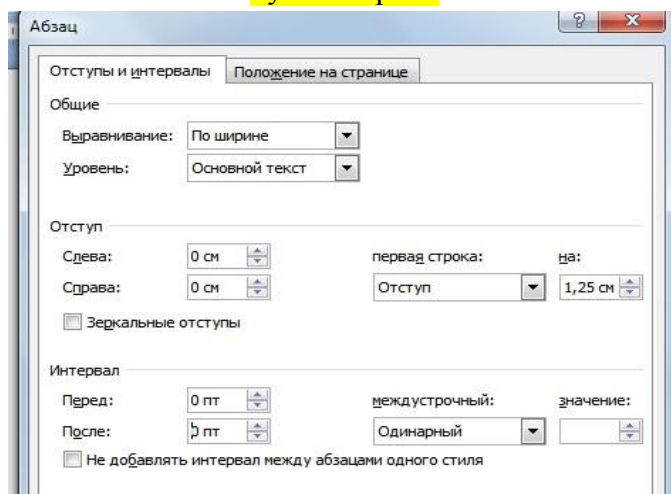 Абзац
Отступы и интервалы Положение на странице
Общие
Выравнивание: По ширине
Уровень: Основной текст
Отступ
Слева: 0 см первая строка: на:
Справа: 0 см Отступ 1,25 см
Зеркальные отступы
Интервал
Перед: 0 пт междустрочный: значение:
После: пт Одинарный
Не добавлять интервал между абзацами одного стиля